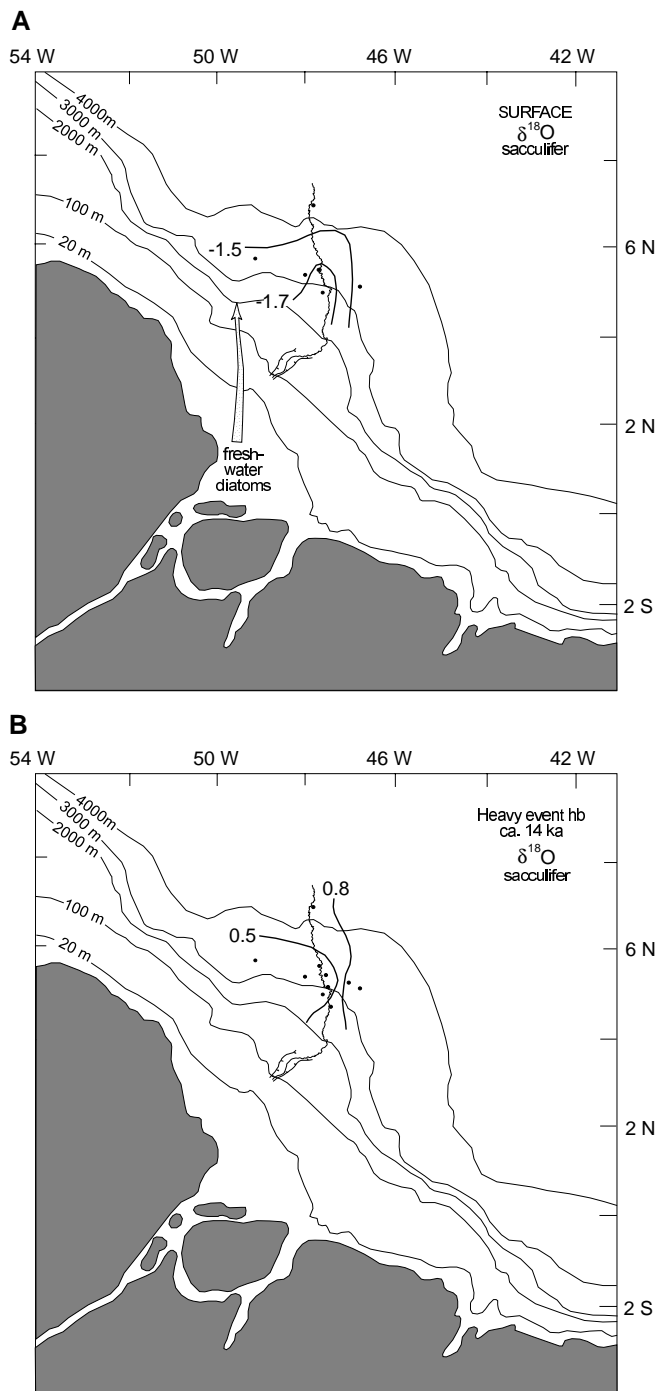 A
54 W
50 W
46 W
42 W
4000m
3000 m
2000 m
100 m
20 m
SURFACE
δ18O
sacculifer
6 N
-1.5
-1.7
2 N
fresh-
water
diatoms
2 S
B
54 W
50 W
46 W
42 W
4000m
3000 m
2000 m
100 m
20 m
Heavy event hb
ca. 14 ka
δ18O
sacculifer
0.8
0.5
6 N
2 N
2 S